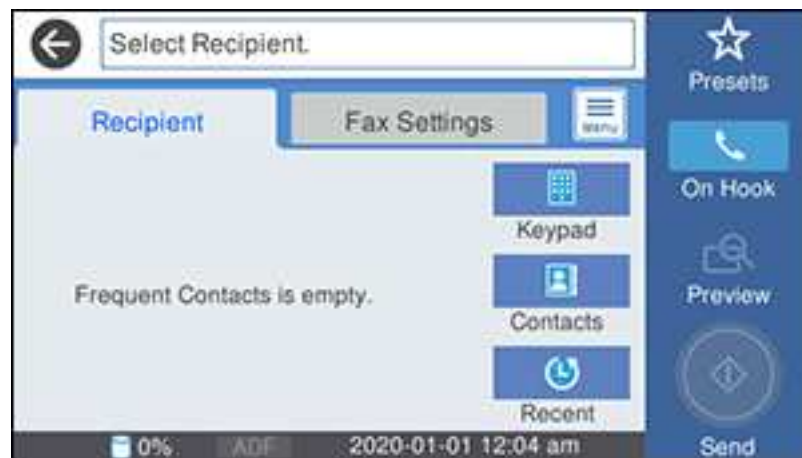 Select Recipient.
Presets
Recipient
Fax Settings
Menu
On Hook
Keypad
Frequent Contacts is empty.
Contacts
Preview
Recent
0% ADF 2020-01-01 12:04 am
Send